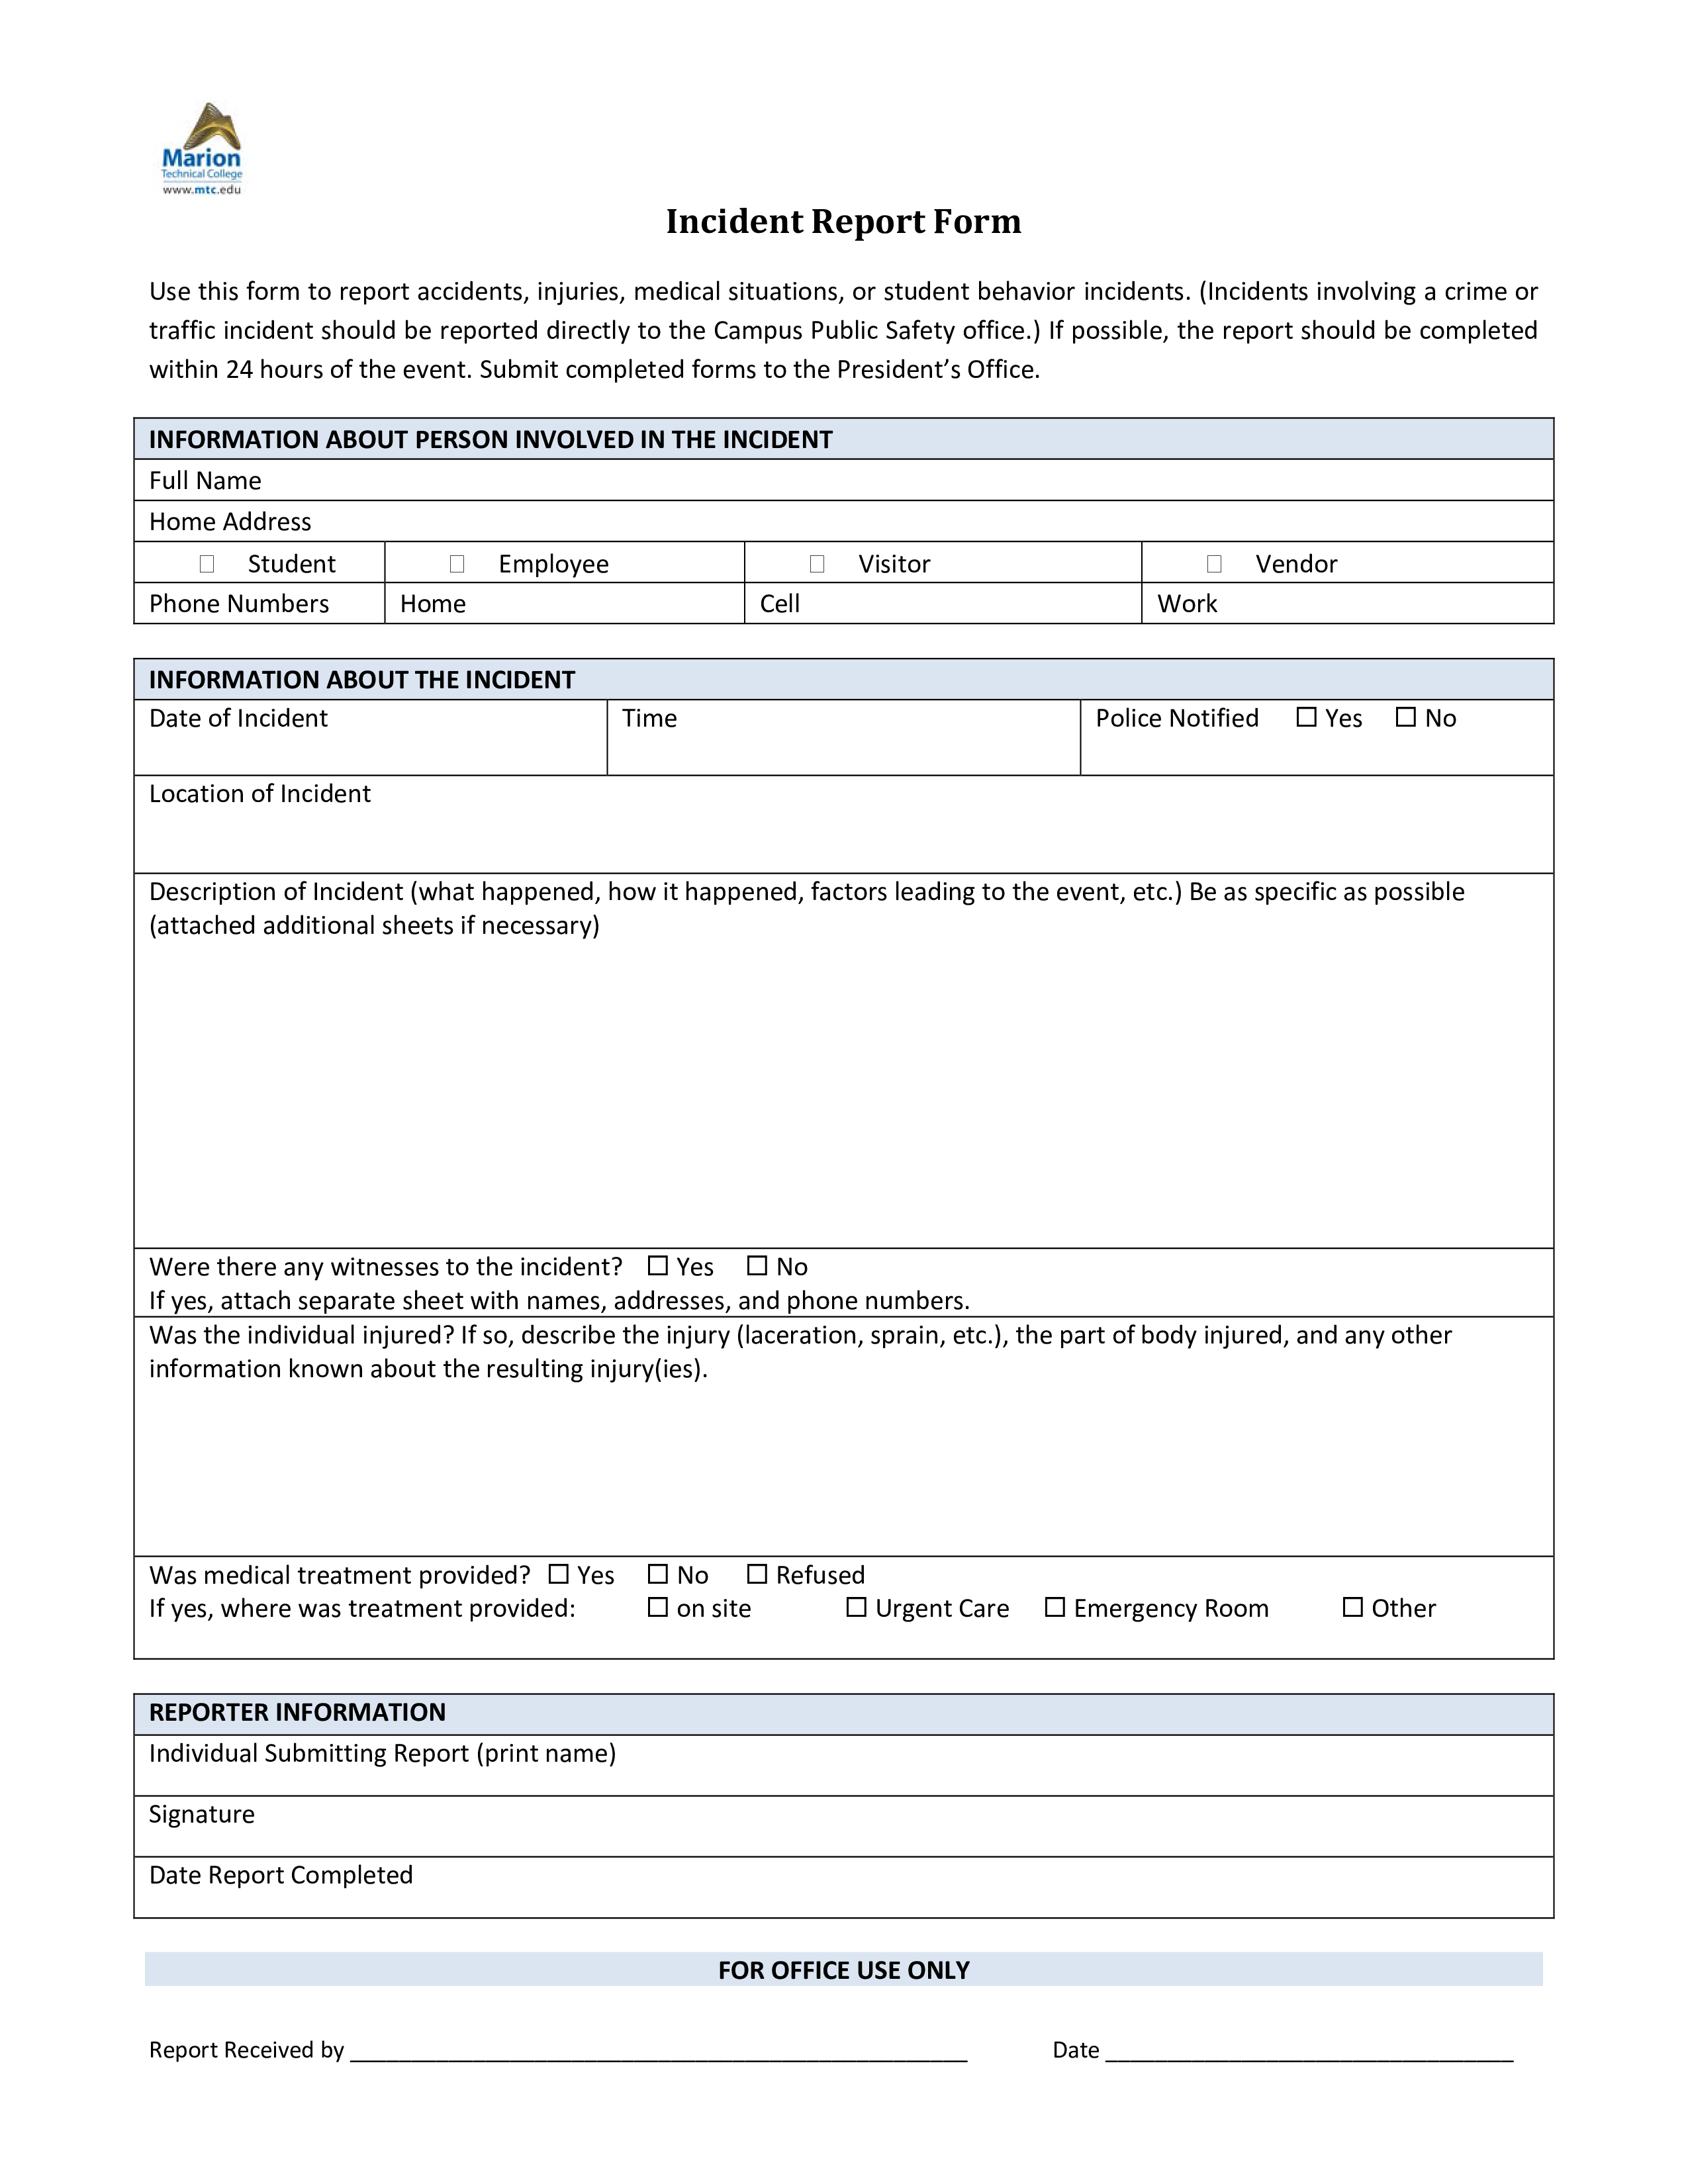 Marion
Technical College
www.mtc.edu
Incident Report Form
Use this form to report accidents, injuries, medical situations, or student behavior incidents. (Incidents involving a crime or
traffic incident should be reported directly to the Campus Public Safety office.) If possible, the report should be completed
within 24 hours of the event. Submit completed forms to the President’s Office.
INFORMATION ABOUT PERSON INVOLVED IN THE INCIDENT
Full Name
Home Address
☐ Student ☐ Employee ☐ Visitor ☐ Vendor
Phone Numbers Home Cell Work
INFORMATION ABOUT THE INCIDENT
Date of Incident Time Police Notified ☐ Yes ☐ No
Location of Incident
Description of Incident (what happened, how it happened, factors leading to the event, etc.) Be as specific as possible
(attached additional sheets if necessary)
Were there any witnesses to the incident? ☐ Yes ☐ No
If yes, attach separate sheet with names, addresses, and phone numbers.
Was the individual injured? If so, describe the injury (laceration, sprain, etc.), the part of body injured, and any other
information known about the resulting injury(ies).
Was medical treatment provided? ☐ Yes ☐ No ☐ Refused
If yes, where was treatment provided: ☐ on site ☐ Urgent Care ☐ Emergency Room ☐ Other
REPORTER INFORMATION
Individual Submitting Report (print name)
Signature
Date Report Completed
FOR OFFICE USE ONLY
Report Received by ____________________ Date ____________________